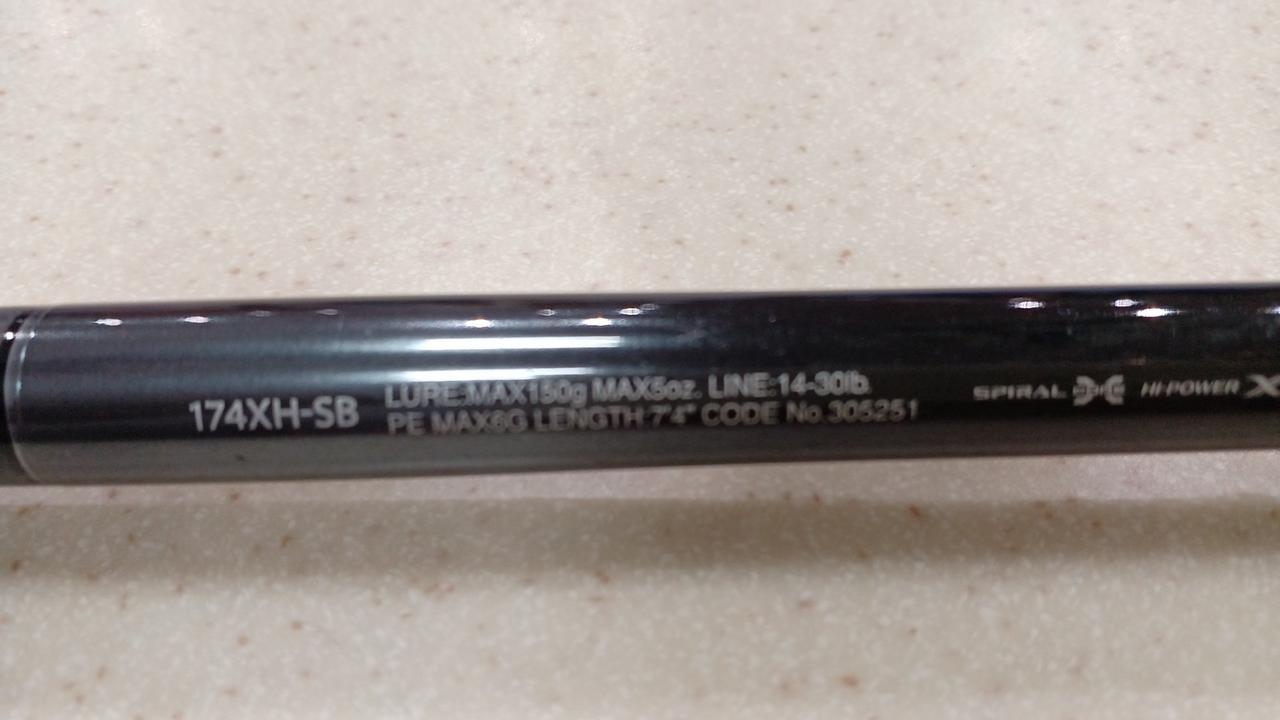 174XH-SB
LURE:MAX150g MAX5oz. LINE:14-30lb.
PE MAX6G LENGTH 7'4" CODE No.305251
SPIRAL X HI-POWER X